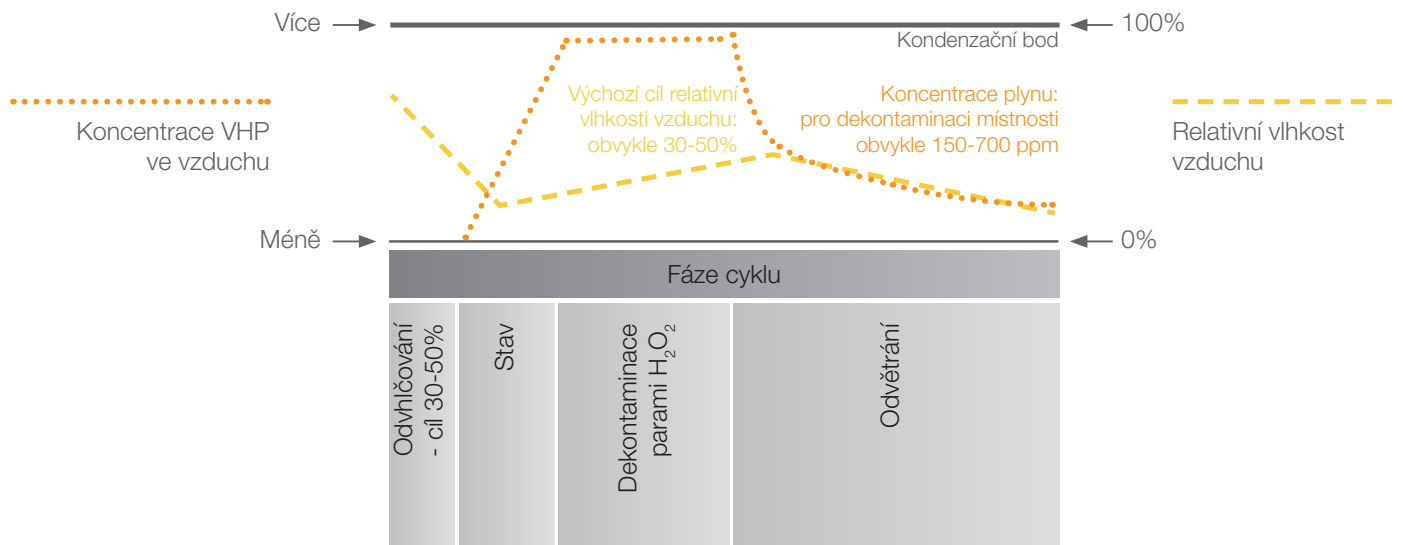 Více
100%
Kondenzační bod
Koncentrace VHP
ve vzduchu
Výchozí cíl relativní
vlhkosti vzduchu:
obvykle 30-50%
Koncentrace plynu:
pro dekontaminaci místnosti
obvykle 150-700 ppm
Relativní vlhkost
vzduchu
Méně
0%
Fáze cyklu
Odvhlčování
- cíl 30-50%
Stav
Dekontaminace
parami H₂O₂
Odvětrání